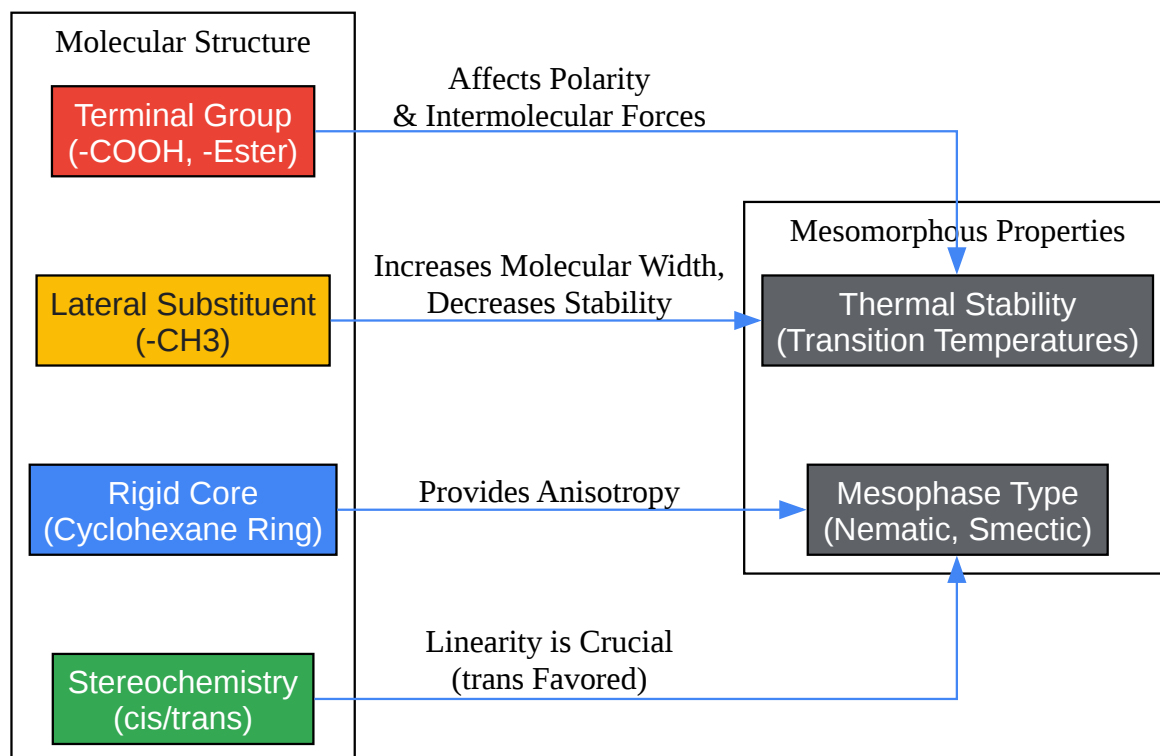 Molecular Structure
Terminal Group
(-COOH, -Ester)
Affects Polarity
& Intermolecular Forces
Mesomorphous Properties
Lateral Substituent
(-CH3)
Increases Molecular Width,
Decreases Stability
Thermal Stability
(Transition Temperatures)
Rigid Core
(Cyclohexane Ring)
Provides Anisotropy
Mesophase Type
(Nematic, Smectic)
Stereochemistry
(cis/trans)
Linearity is Crucial
(trans Favored)